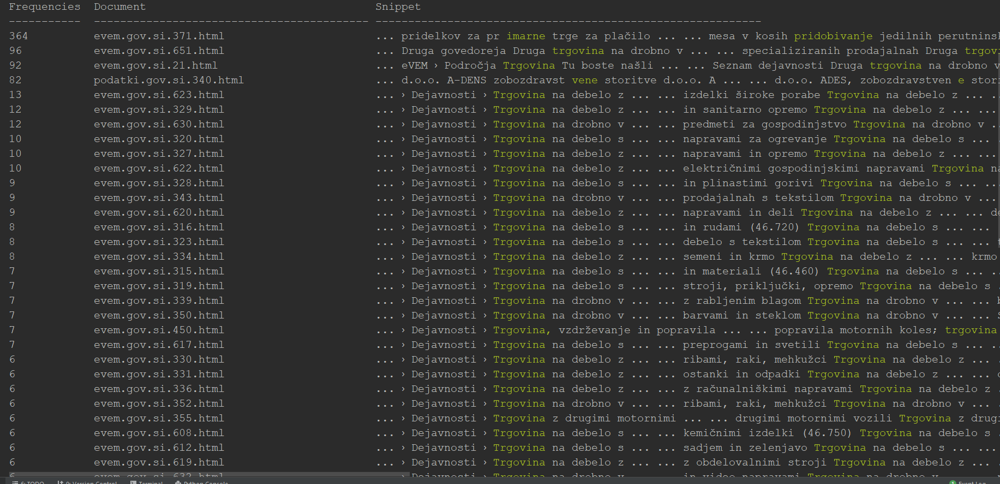 Frequencies Document Snippet
----------- ------------------------------------------ -----------------------------------------------------------
364 evem.gov.si.371.html ... pridelkov za pr imarne trge za plačilo ... ... mesa v kosih pridobivanje jedilnih perutnins
96 evem.gov.si.651.html ... Druga govedoreja Druga trgovina na drobno v ... ... specializiranih prodajalnah Druga trgov
92 evem.gov.si.21.html ... eVEM › Področja Trgovina Tu boste našli ... ... Seznam dejavnosti Druga trgovina na drobno v
82 podatki.gov.si.340.html ... d.o.o. A-DENS zobozdravst vene storitve d.o.o. A ... ... d.o.o. ADES, zobozdravstven e stor
13 evem.gov.si.623.html ... › Dejavnosti › Trgovina na debelo z ... ... izdelki široke porabe Trgovina na debelo z ... .
12 evem.gov.si.329.html ... › Dejavnosti › Trgovina na debelo z ... ... in sanitarno opremo Trgovina na debelo z ... ...
12 evem.gov.si.630.html ... › Dejavnosti › Trgovina na drobno v ... ... predmeti za gospodinjstvo Trgovina na drobno v ..
10 evem.gov.si.320.html ... › Dejavnosti › Trgovina na debelo s ... ... napravami za ogrevanje Trgovina na debelo s ...
10 evem.gov.si.327.html ... › Dejavnosti › Trgovina na debelo z ... ... napravami in opremo Trgovina na debelo z ... ...
10 evem.gov.si.622.html ... › Dejavnosti › Trgovina na debelo z ... ... električnimi gospodinjskimi napravami Trgovina na
9 evem.gov.si.328.html ... › Dejavnosti › Trgovina na debelo s ... ... in plinastimi gorivi Trgovina na debelo s ... ..
9 evem.gov.si.343.html ... › Dejavnosti › Trgovina na drobno v ... ... prodajalnah s tekstilom Trgovina na drobno v ...
9 evem.gov.si.620.html ... › Dejavnosti › Trgovina na debelo z ... ... napravami in deli Trgovina na debelo z ... ... de
8 evem.gov.si.316.html ... › Dejavnosti › Trgovina na debelo s ... ... in rudami (46.720) Trgovina na debelo s ... ...
8 evem.gov.si.323.html ... › Dejavnosti › Trgovina na debelo s ... ... debelo s tekstilom Trgovina na debelo s ... ...
8 evem.gov.si.334.html ... › Dejavnosti › Trgovina na debelo z ... ... semeni in krmo Trgovina na debelo z ... ... krmo
7 evem.gov.si.315.html ... › Dejavnosti › Trgovina na debelo s ... ... in materiali (46.460) Trgovina na debelo s ... .
7 evem.gov.si.319.html ... › Dejavnosti › Trgovina na debelo s ... ... stroji, priključki, opremo Trgovina na debelo s .
7 evem.gov.si.339.html ... › Dejavnosti › Trgovina na drobno v ... ... z rabljenim blagom Trgovina na drobno v ... ...
7 evem.gov.si.350.html ... › Dejavnosti › Trgovina na drobno v ... ... barvami in steklom Trgovina na drobno v ... ...
7 evem.gov.si.450.html ... › Dejavnosti › Trgovina, vzdrževanje in popravila ... ... popravila motornih koles; trgovina
7 evem.gov.si.617.html ... › Dejavnosti › Trgovina na debelo s ... ... preprogami in svetili Trgovina na debelo s ... .
6 evem.gov.si.330.html ... › Dejavnosti › Trgovina na debelo z ... ... ribami, raki, mehkužci Trgovina na debelo z ... .
6 evem.gov.si.331.html ... › Dejavnosti › Trgovina na debelo z ... ... ostanki in odpadki Trgovina na debelo z ... ...
6 evem.gov.si.336.html ... › Dejavnosti › Trgovina na debelo z ... ... z računalniškimi napravami Trgovina na debelo z .
6 evem.gov.si.352.html ... › Dejavnosti › Trgovina na drobno v ... ... ribami, raki, mehkužci Trgovina na drobno v ... .
6 evem.gov.si.355.html ... › Dejavnosti › Trgovina z drugimi motornimi ... ... drugimi motornimi vozili Trgovina z drugi
6 evem.gov.si.608.html ... › Dejavnosti › Trgovina na debelo s ... ... kemičnimi izdelki (46.750) Trgovina na debelo s .
6 evem.gov.si.612.html ... › Dejavnosti › Trgovina na debelo s ... ... sadjem in zelenjavo Trgovina na debelo s ... ...
6 evem.gov.si.619.html ... › Dejavnosti › Trgovina na debelo z ... ... z obdelovalnimi stroji Trgovina na debelo z ... .
6 evem.gov.si.632.html ... › Dejavnosti › Trgovina na drobno v ... ... in video napravami Trgovina na drobno v ... ..
6: TODO 9: Version Control Terminal Python Console 1 Event Log